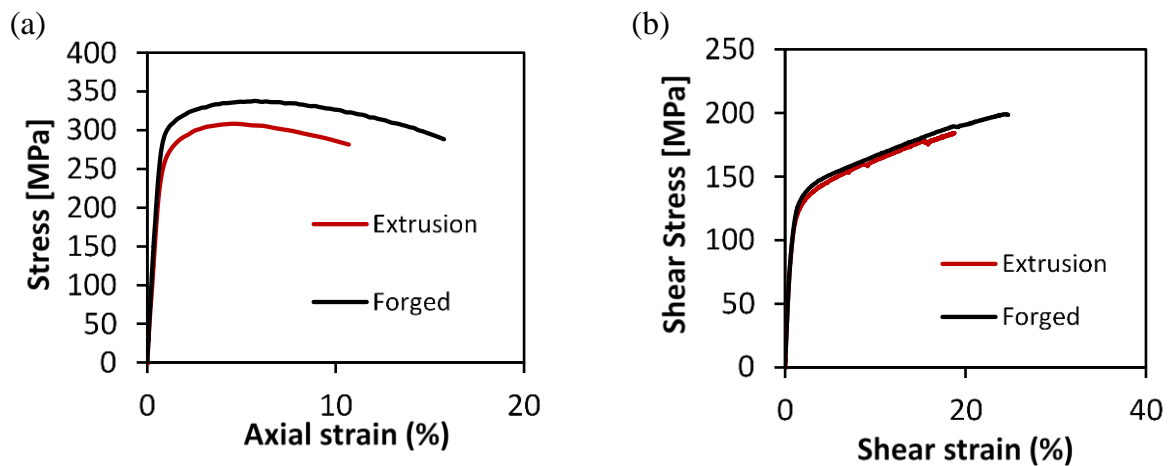 (a)
400
350
300
250
200
150
100
50
0
Stress [MPa]
Extrusion
Forged
0 10 20
Axial strain (%)
(b)
250
200
150
100
50
0
Shear Stress [MPa]
Extrusion
Forged
0 20 40
Shear strain (%)